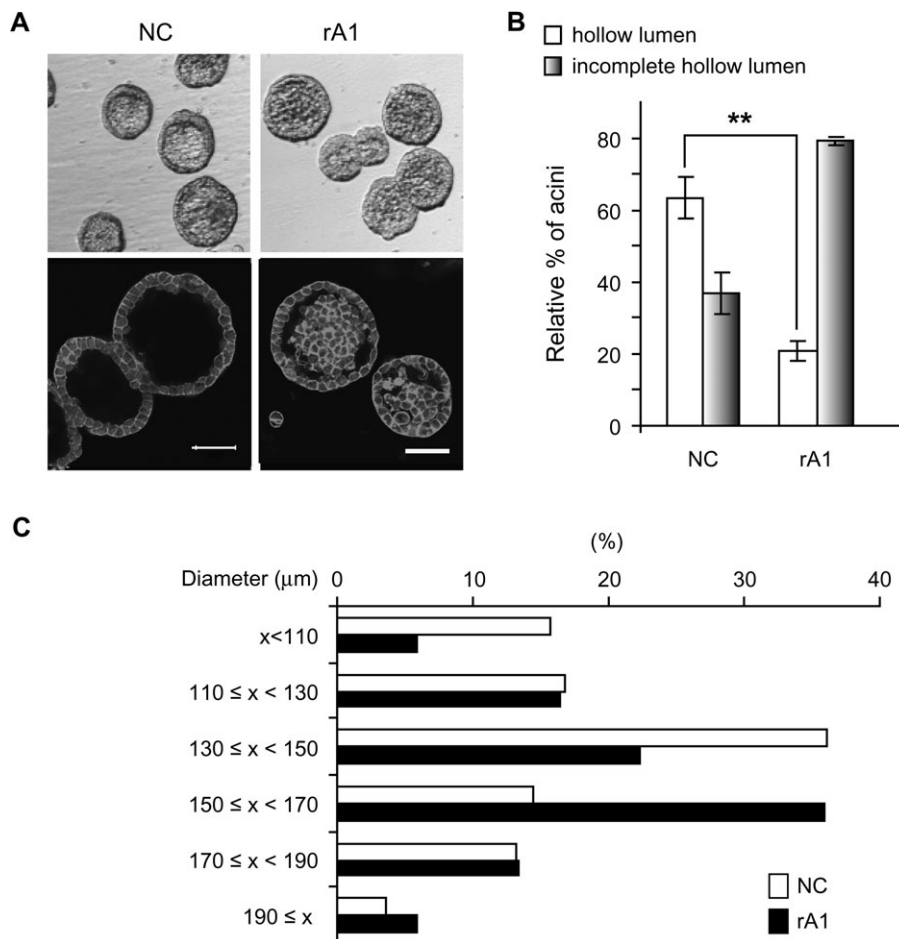 A
NC
rA1
B
hollow lumen
incomplete hollow lumen
**
Relative % of acini
80
60
40
20
0
NC
rA1
C
(%)
Diameter (μm)
0
10
20
30
40
x<110
110 ≤ x < 130
130 ≤ x < 150
150 ≤ x < 170
170 ≤ x < 190
190 ≤ x
NC
rA1